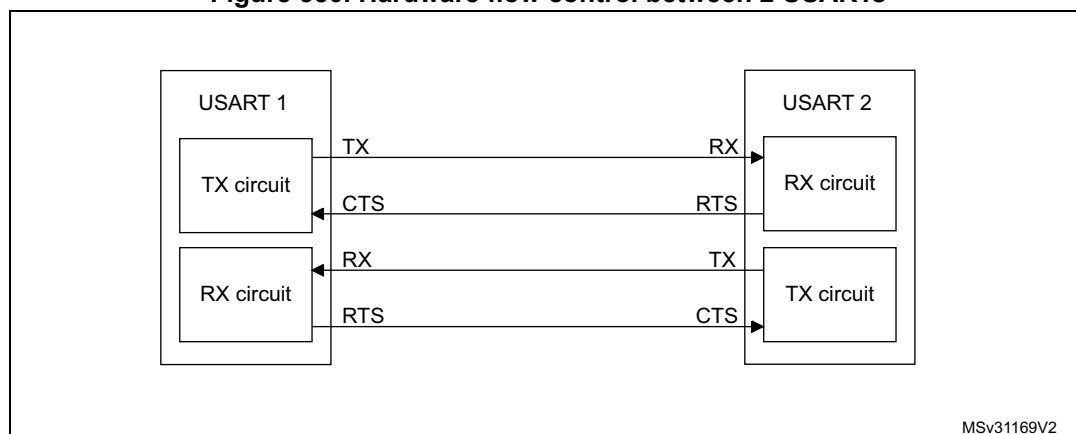 Figure Hardware flow control between 2 USARTs
USART 1
USART 2
TX
RX
TX circuit
RX circuit
CTS
RTS
RX
TX
RX circuit
TX circuit
RTS
CTS
MSv31169V2